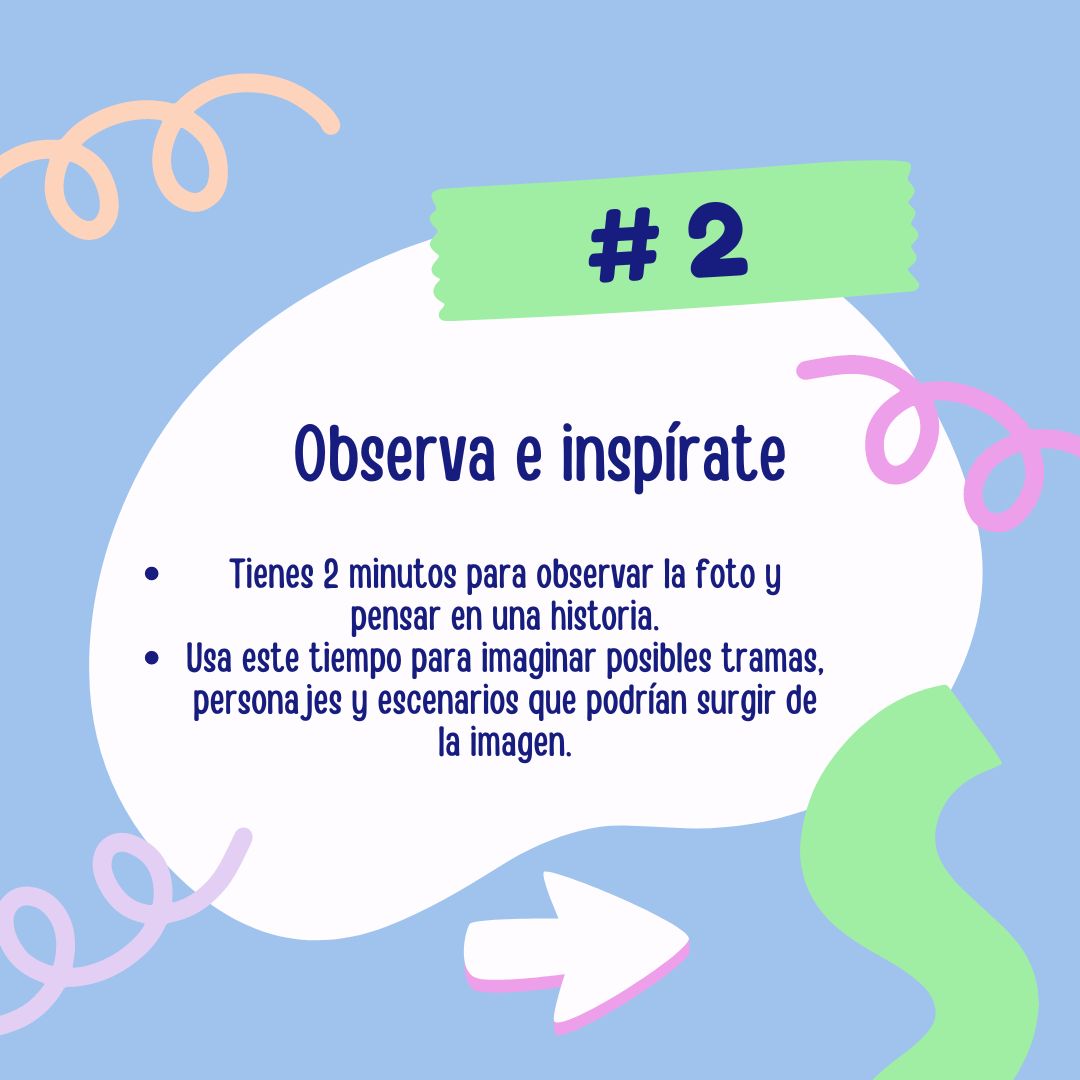 # 2
Observa e inspírate
• Tienes 2 minutos para observar la foto y
pensar en una historia.
• Usa este tiempo para imaginar posibles tramas,
personajes y escenarios que podrían surgir de
la imagen.